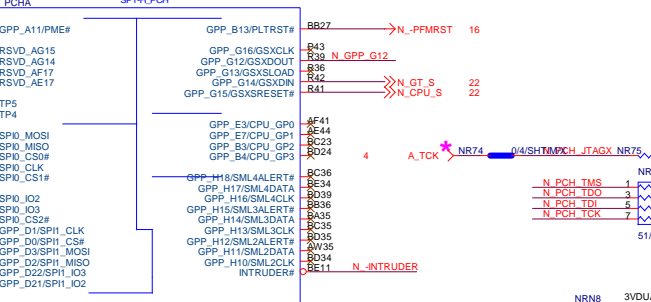 PCHA
GPP_A11/PME#
GPP_B13/PLTRST#
BB27
N_-PFMRST 16
RSVD_AG15
RSVD_AG14
RSVD_AF17
RSVD_AE17
GPP_G16/GSXCLK
GPP_G12/GSXDOUT
GPP_G13/GSXSLOAD
GPP_G14/GSXDIN
GPP_G15/GSXSRESET#
P43
R39 N_GPP_G12
R36
R42
R41
N_GT_S 22
N_CPU_S 22
TP5
TP4
SPI0_MOSI
SPI0_MISO
SPI0_CS0#
SPI0_CLK
SPI0_CS1#
GPP_E3/CPU_GP0
GPP_E7/CPU_GP1
GPP_B3/CPU_GP2
GPP_B4/CPU_GP3
AF41
AE44
BC23
BD24
4 A_TCK
NR74
NR75
SPI0_IO2
SPI0_IO3
SPI0_CS2#
GPP_D1/SPI1_CLK
GPP_D0/SPI1_CS#
GPP_D3/SPI1_MOSI
GPP_D2/SPI1_MISO
GPP_D22/SPI1_IO3
GPP_D21/SPI1_IO2
GPP_H18/SML4ALERT#
GPP_H17/SML4DATA
GPP_H16/SML4CLK
GPP_H15/SML3ALERT#
GPP_H14/SML3DATA
GPP_H13/SML3CLK
GPP_H12/SML2ALERT#
GPP_H11/SML2DATA
GPP_H10/SML2CLK
INTRUDER#
BC36
BE34
BD39
BB36
BA35
BC35
BD35
AW35
BD34
BE11
N_-INTRUDER
N_PCH_TMS 1
N_PCH_TDO 3
N_PCH_TDI 5
N_PCH_TCK 7
NR
51/
NRN8
3VDU